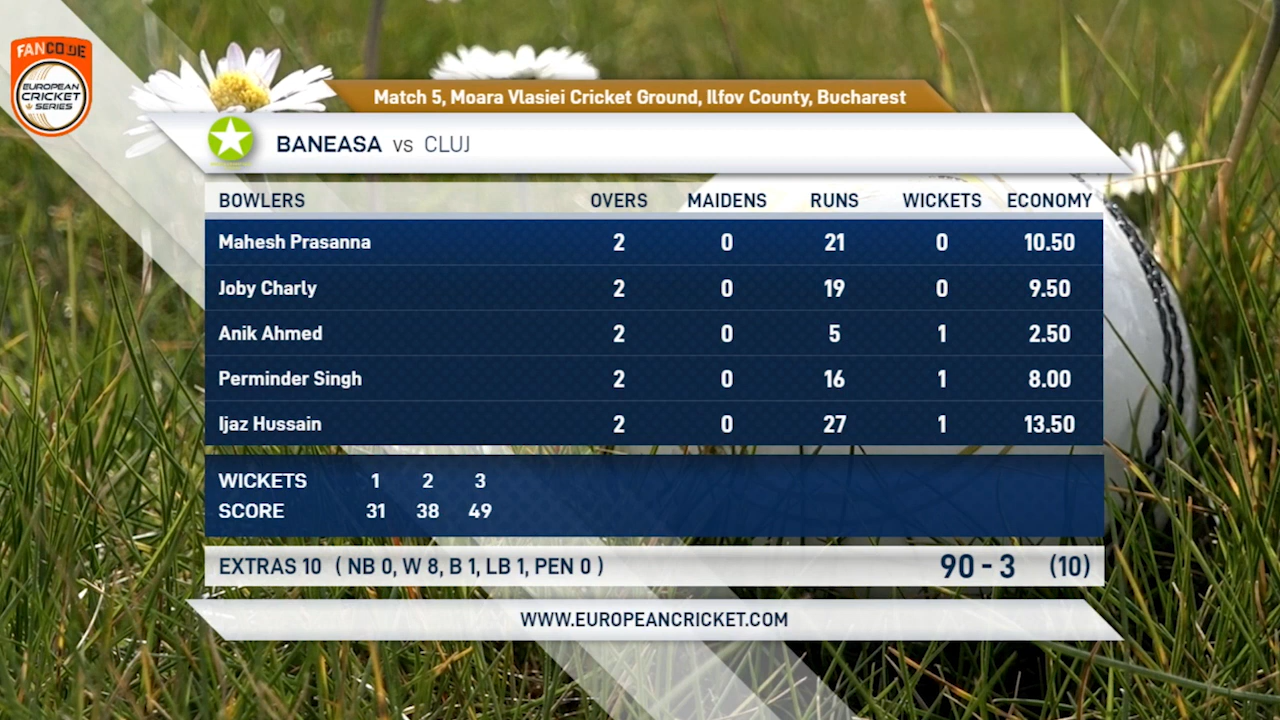 FANCODE
EUROPEAN
CRICKET
SERIES
Match 5, Moara Vlasiei Cricket Ground, Ilfov County, Bucharest
BANEASA vs CLUJ
BOWLERS OVERS MAIDENS RUNS WICKETS ECONOMY
Mahesh Prasanna 2 0 21 0 10.50
Joby Charly 2 0 19 0 9.50
Anik Ahmed 2 0 5 1 2.50
Perminder Singh 2 0 16 1 8.00
Ijaz Hussain 2 0 27 1 13.50
WICKETS 1 2 3
SCORE 31 38 49
EXTRAS 10 ( NB 0, W 8, B 1, LB 1, PEN 0 ) 90 - 3 (10)
WWW.EUROPEANCRICKET.COM